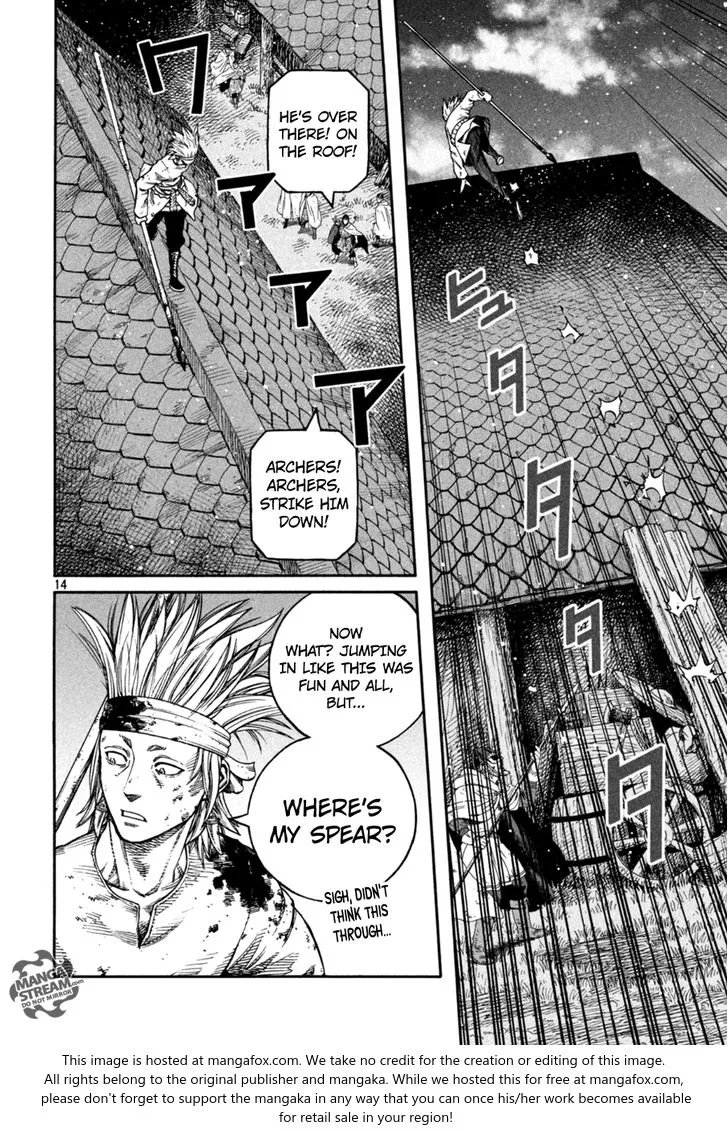 ヒュ
タ
タ
タ
タ
HE'S OVER
THERE! ON
THE ROOF!
ワ
ア
ア
ア
ARCHERS!
ARCHERS,
STRIKE HIM
DOWN!
14
NOW
WHAT? JUMPING
IN LIKE THIS WAS
FUN AND ALL,
BUT...
WHERE'S
MY SPEAR?
SIGH, DIDN'T
THINK THIS
THROUGH...
MANGA
STREAM.com
DO NOT MIRROR
This image is hosted at mangafox.com. We take no credit for the creation or editing of this image.
All rights belong to the original publisher and mangaka. While we hosted this for free at mangafox.com,
please don't forget to support the mangaka in any way that you can once his/her work becomes available
for retail sale in your region!